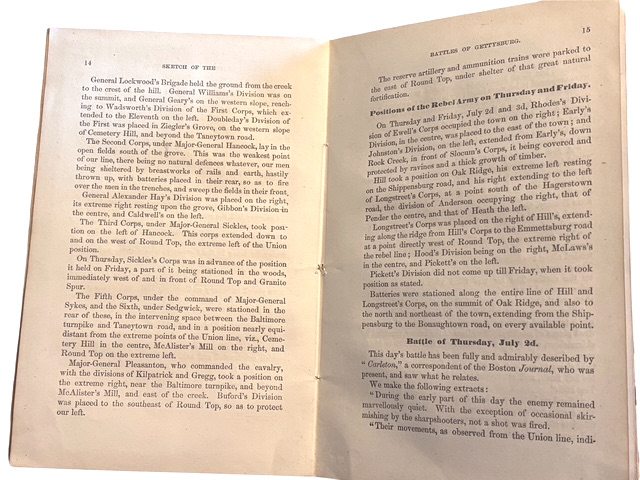 14 SKETCH OF THE
General Lockwood's Brigade held the ground from the creek
to the crest of the hill. General Williams's Division was on
the summit, and General Geary's on the western slope, reach-
ing to Wadsworth's Division of the First Corps, which ex-
tended to the Eleventh on the left. Doubleday's Division of
the First was placed in Ziegler's Grove, on the western slope
of Cemetery Hill, and beyond the Taneytown road.
The Second Corps, under Major-General Hancock, lay in the
open fields south of the grove. This was the weakest point
of our line, there being no natural defences whatever, our men
being sheltered by breastworks of rails and earth, hastily
thrown up, with batteries placed in their rear, so as to fire
over the men in the trenches, and sweep the fields in their front.
General Alexander Hay's Division was placed on the right,
its extreme right resting upon the grove, Gibbon's Division in
the centre, and Caldwell's on the left.
The Third Corps, under Major-General Sickles, took posi-
tion on the left of Hancock. This corps extended down to
and on the west of Round Top, the extreme left of the Union
position.
On Thursday, Sickles's Corps was in advance of the position
it held on Friday, a part of it being stationed in the woods,
immediately west of and in front of Round Top and Granite
Spur.
The Fifth Corps, under the command of Major-General
Sykes, and the Sixth, under Sedgwick, were stationed in the
rear of these, in the intervening space between the Baltimore
turnpike and Taneytown road, and in a position nearly equi-
distant from the extreme points of the Union line, viz., Ceme-
tery Hill in the centre, McAlister's Mill on the right, and
Round Top on the extreme left.
Major-General Pleasanton, who commanded the cavalry,
with the divisions of Kilpatrick and Gregg, took a position on
the extreme right, near the Baltimore turnpike, and beyond
McAlister's Mill, and east of the creek. Buford's Division
was placed to the southeast of Round Top, so as to protect
our left.
BATTLES OF GETTYSBURG. 15
The reserve artillery and ammunition trains were parked to
the east of Round Top, under shelter of that great natural
fortification.
Positions of the Rebel Army on Thursday and Friday.
On Thursday and Friday, July 2d and 3d, Rhodes's Divi-
sion of Ewell's Corps occupied the town on the right; Early's
Division, in the centre, was placed to the east of the town; and
Johnston's Division, on the left, extended from Early's, down
Rock Creek, in front of Slocum's Corps, it being covered and
protected by ravines and a thick growth of timber.
Hill took a position on Oak Ridge, his extreme left resting
on the Shippensburg road, and his right extending to the left
of Longstreet's Corps, at a point south of the Hagerstown
road, the division of Anderson occupying the right, that of
Pender the centre, and that of Heath the left.
Longstreet's Corps was placed on the right of Hill's, extend-
ing along the ridge from Hill's Corps to the Emmettsburg road
at a point directly west of Round Top, the extreme right of
the rebel line; Hood's Division being on the right, McLaws's
in the centre, and Pickett's on the left.
Pickett's Division did not come up till Friday, when it took
position as stated.
Batteries were stationed along the entire line of Hill and
Longstreet's Corps, on the summit of Oak Ridge, and also to
the north and northeast of the town, extending from the Ship-
pensburg to the Bonaughtown road, on every available point.
Battle of Thursday, July 2d.
This day's battle has been fully and admirably described by
"Carleton," a correspondent of the Boston Journal, who was
present, and saw what he relates.
We make the following extracts:
"During the early part of this day the enemy remained
marvellously quiet. With the exception of occasional skir-
mishing by the sharpshooters, not a shot was fired.
"Their movements, as observed from the Union line, indi-